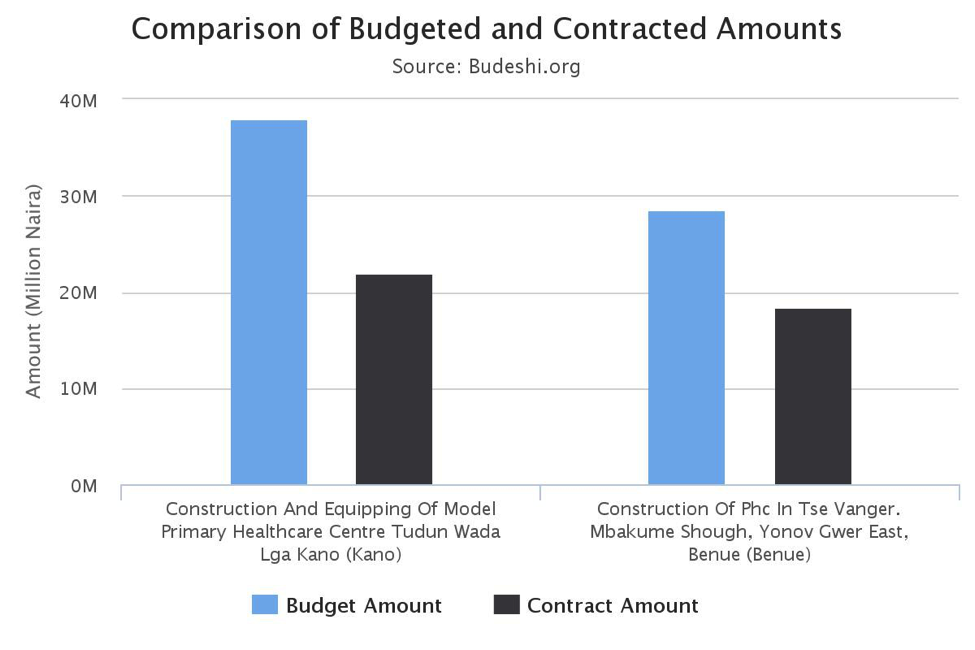 Comparison of Budgeted and Contracted Amounts
Source: Budeshi.org
Amount (Million Naira)
40M
30M
20M
10M
0M
Construction And Equipping Of Model
Primary Healthcare Centre Tudun Wada
Lga Kano (Kano)
Construction Of Phc In Tse Vanger.
Mbakume Shough, Yonov Gwer East,
Benue (Benue)
Budget Amount
Contract Amount